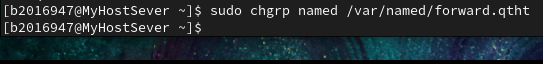 [b2016947@MyHostSever ~]$ sudo chgrp named /var/named/forward.qtht
[b2016947@MyHostSever ~]$